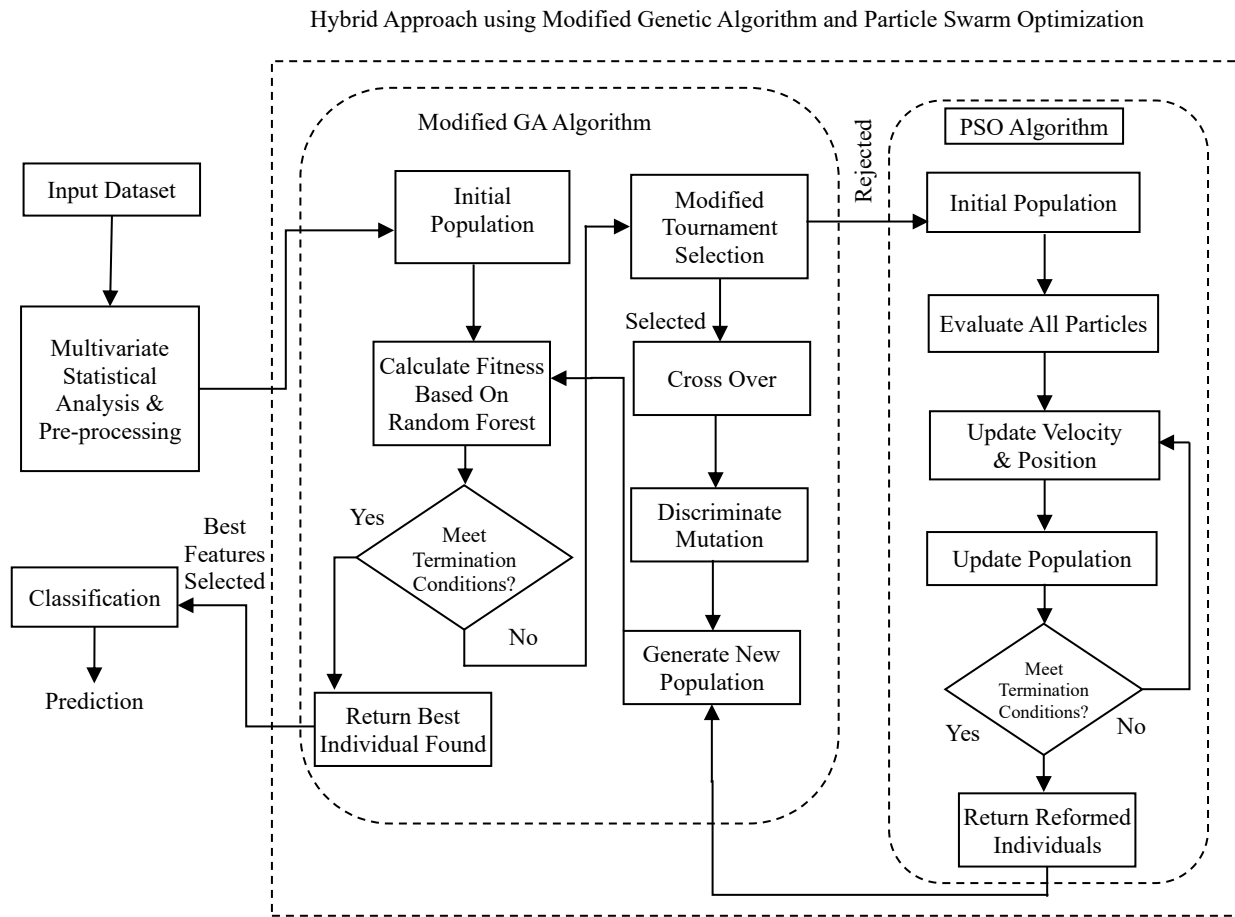 Hybrid Approach using Modified Genetic Algorithm and Particle Swarm Optimization
Input Dataset
Multivariate
Statistical
Analysis &
Pre-processing
Modified GA Algorithm
Initial
Population
Calculate Fitness
Based On
Random Forest
Meet
Termination
Conditions?
Yes
No
Return Best
Individual Found
Best
Features
Selected
Classification
Prediction
Modified
Tournament
Selection
Selected
Cross Over
Discriminate
Mutation
Generate New
Population
Rejected
PSO Algorithm
Initial Population
Evaluate All Particles
Update Velocity
& Position
Update Population
Meet
Termination
Conditions?
Yes
No
Return Reformed
Individuals